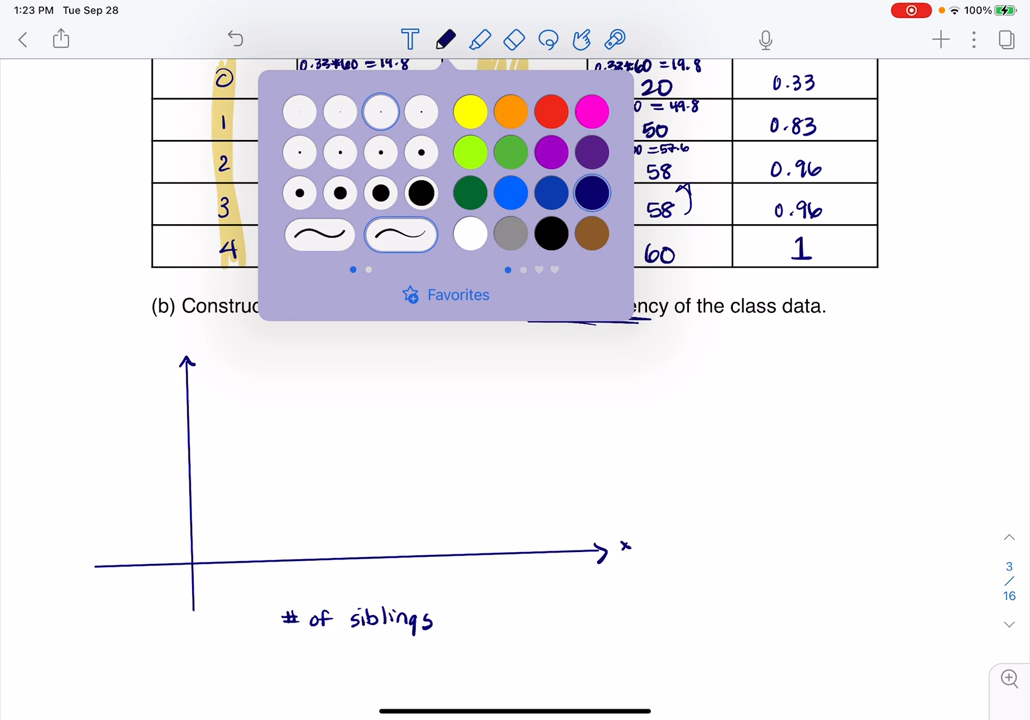 1:23 PM Tue Sep 28 100%
T
0 0.33*60 = 19.8 0.33*60 = 19.8 20 0.33
1 0 = 49.8 50 0.83
2 0 = 57.6 58 0.96
3 58 0.96
4 60 1
Favorites
(b) Construc ency of the class data.
x
# of siblings
3
/
16